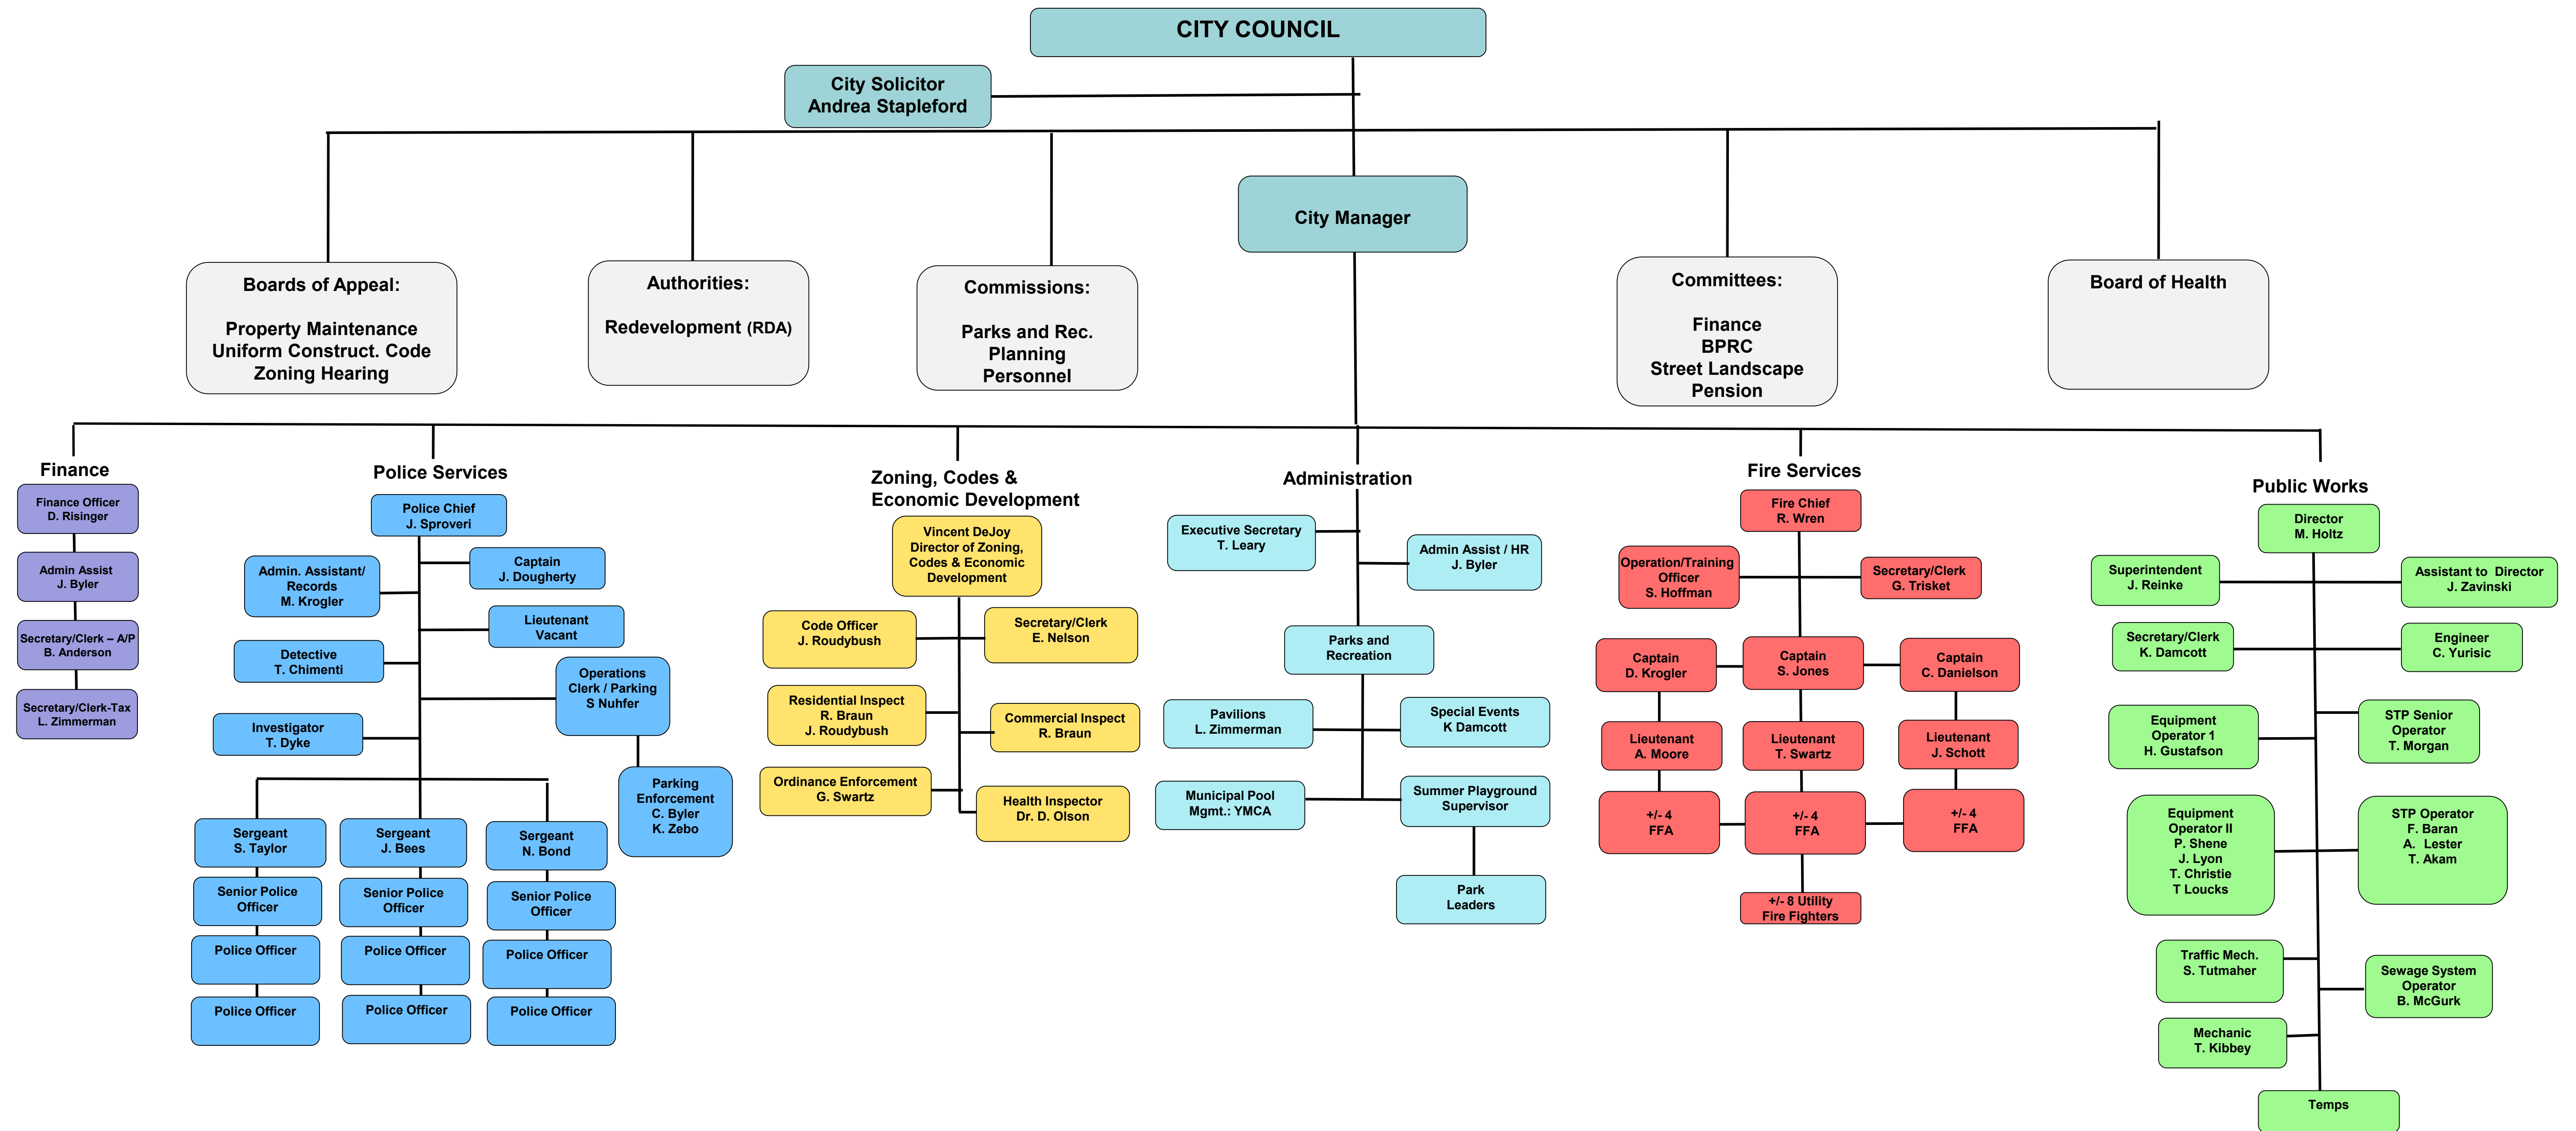 CITY COUNCIL
City Solicitor
Andrea Stapleford
City Manager
Boards of Appeal:
Property Maintenance
Uniform Construct. Code
Zoning Hearing
Authorities:
Redevelopment (RDA)
Commissions:
Parks and Rec.
Planning
Personnel
Committees:
Finance
BPRC
Street Landscape
Pension
Board of Health
Finance
Finance Officer
D. Risinger
Admin Assist
J. Byler
Secretary/Clerk – A/P
B. Anderson
Secretary/Clerk-Tax
L. Zimmerman
Police Services
Police Chief
J. Sproveri
Captain
J. Dougherty
Admin. Assistant/
Records
M. Krogler
Lieutenant
Vacant
Detective
T. Chimenti
Operations
Clerk / Parking
S Nuhfer
Investigator
T. Dyke
Parking
Enforcement
C. Byler
K. Zebo
Sergeant
S. Taylor
Senior Police
Officer
Police Officer
Police Officer
Sergeant
J. Bees
Senior Police
Officer
Police Officer
Police Officer
Sergeant
N. Bond
Senior Police
Officer
Police Officer
Police Officer
Zoning, Codes &
Economic Development
Vincent DeJoy
Director of Zoning,
Codes & Economic
Development
Code Officer
J. Roudybush
Secretary/Clerk
E. Nelson
Residential Inspect
R. Braun
J. Roudybush
Commercial Inspect
R. Braun
Ordinance Enforcement
G. Swartz
Health Inspector
Dr. D. Olson
Administration
Executive Secretary
T. Leary
Admin Assist / HR
J. Byler
Parks and
Recreation
Pavilions
L. Zimmerman
Special Events
K Damcott
Municipal Pool
Mgmt.: YMCA
Summer Playground
Supervisor
Park
Leaders
Fire Services
Fire Chief
R. Wren
Operation/Training
Officer
S. Hoffman
Secretary/Clerk
G. Trisket
Captain
D. Krogler
Captain
S. Jones
Captain
C. Danielson
Lieutenant
A. Moore
Lieutenant
T. Swartz
Lieutenant
J. Schott
+/- 4
FFA
+/- 4
FFA
+/- 4
FFA
+/- 8 Utility
Fire Fighters
Public Works
Director
M. Holtz
Superintendent
J. Reinke
Assistant to Director
J. Zavinski
Secretary/Clerk
K. Damcott
Engineer
C. Yurisic
Equipment
Operator 1
H. Gustafson
STP Senior
Operator
T. Morgan
Equipment
Operator II
P. Shene
J. Lyon
T. Christie
T Loucks
STP Operator
F. Baran
A. Lester
T. Akam
Traffic Mech.
S. Tutmaher
Sewage System
Operator
B. McGurk
Mechanic
T. Kibbey
Temps